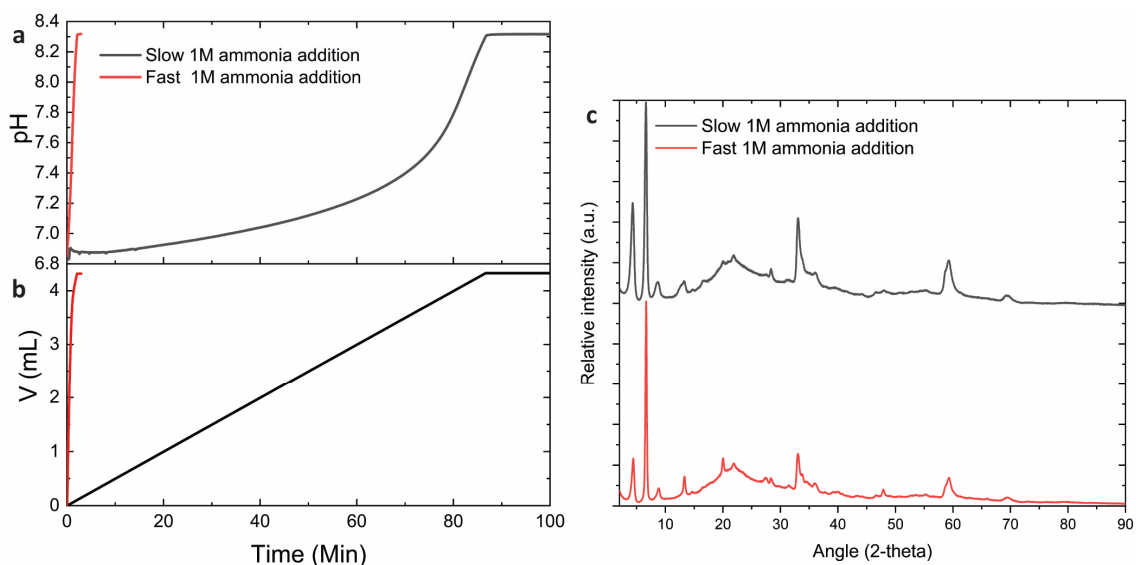 a
8.4
8.2
8.0
7.8
7.6
7.4
7.2
7.0
6.8
pH
Slow 1M ammonia addition
Fast 1M ammonia addition
b
4
3
2
1
0
V (mL)
0 20 40 60 80 100
Time (Min)
c
Slow 1M ammonia addition
Fast 1M ammonia addition
Relative intensity (a.u.)
10 20 30 40 50 60 70 80 90
Angle (2-theta)